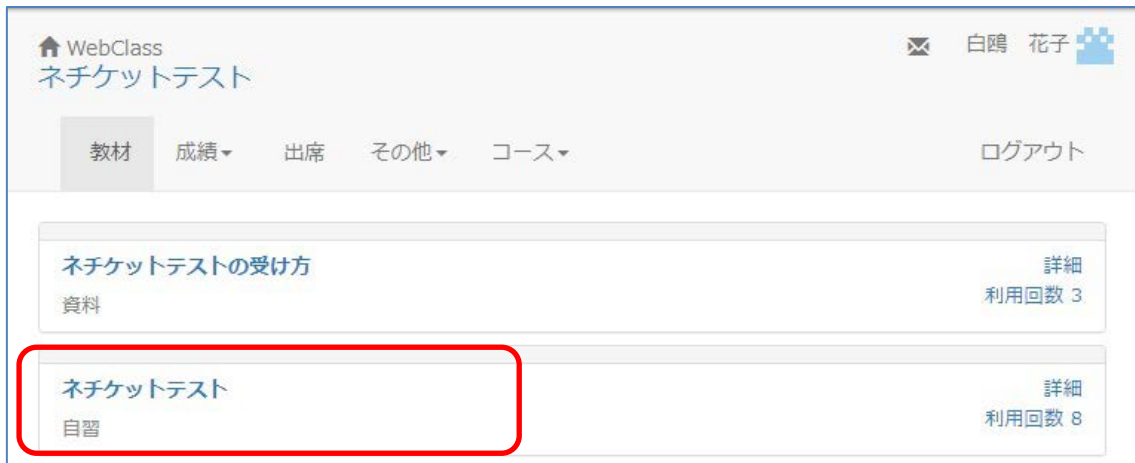 WebClass
白鴎 花子
ネチケットテスト
教材 成績 出席 その他 コース ログアウト
ネチケットテストの受け方 詳細
資料 利用回数 3
ネチケットテスト 詳細
自習 利用回数 8